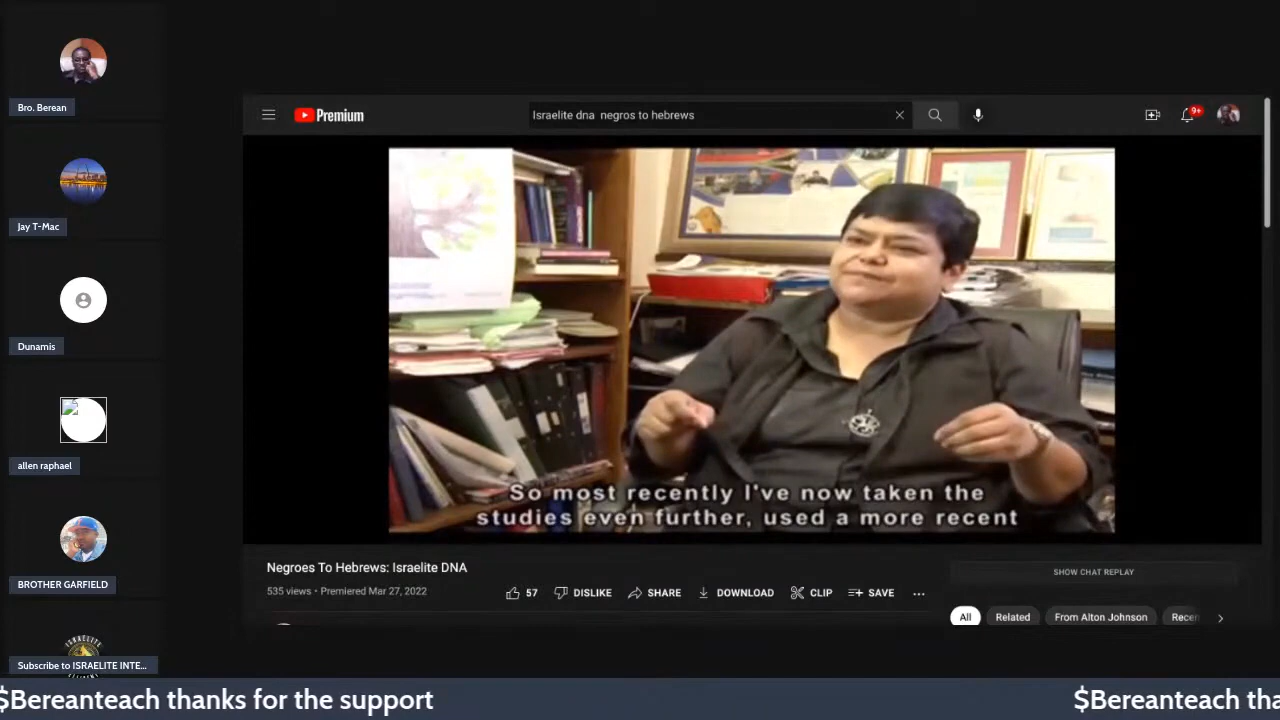 Bro. Berean
Jay T-Mac
Dunamis
allen raphael
BROTHER GARFIELD
Subscribe to ISRAELITE INTE...
Premium
Israelite dna negros to hebrews
9+
So most recently I've now taken the
studies even further, used a more recent
Negroes To Hebrews: Israelite DNA
535 views • Premiered Mar 27, 2022
57
DISLIKE
SHARE
DOWNLOAD
CLIP
SAVE
SHOW CHAT REPLAY
All
Related
From Alton Johnson
Recen
$Bereanteach thanks for the support
$Bereanteach tha